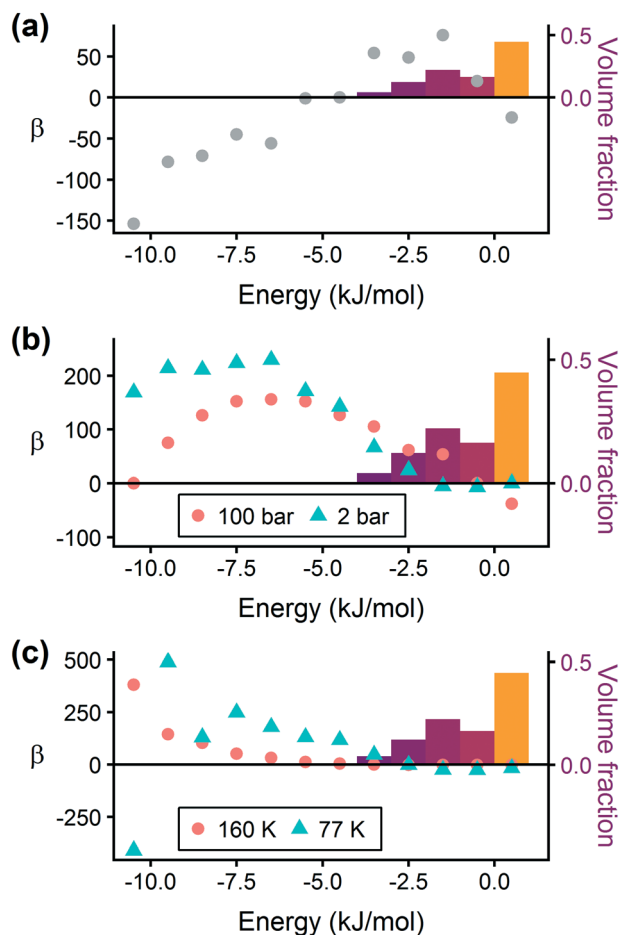 (a)
50
0
-50
-100
-150
β
0.5
0.0
Volume fraction
-10.0 -7.5 -5.0 -2.5 0.0
Energy (kJ/mol)
(b)
200
100
0
-100
β
0.5
0.0
Volume fraction
100 bar 2 bar
-10.0 -7.5 -5.0 -2.5 0.0
Energy (kJ/mol)
(c)
500
250
0
-250
β
0.5
0.0
Volume fraction
160 K 77 K
-10.0 -7.5 -5.0 -2.5 0.0
Energy (kJ/mol)